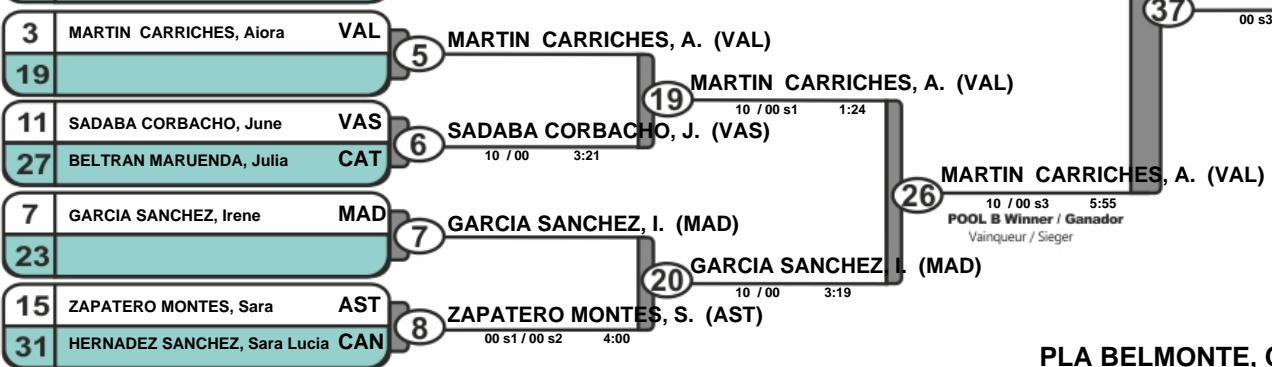 37
00 s3
3 MARTIN CARRICHES, Aiora VAL
19
5 MARTIN CARRICHES, A. (VAL)
11 SADABA CORBACHO, June VAS
27 BELTRAN MARUENDA, Julia CAT
6 SADABA CORBACHO, J. (VAS)
10 / 00 3:21
19 MARTIN CARRICHES, A. (VAL)
10 / 00 s1 1:24
7 GARCIA SANCHEZ, Irene MAD
23
7 GARCIA SANCHEZ, I. (MAD)
15 ZAPATERO MONTES, Sara AST
31 HERNADEZ SANCHEZ, Sara Lucia CAN
8 ZAPATERO MONTES, S. (AST)
00 s1 / 00 s2 4:00
20 GARCIA SANCHEZ, I. (MAD)
10 / 00 3:19
26 MARTIN CARRICHES, A. (VAL)
10 / 00 s3 5:55
POOL B Winner / Ganador
Vainqueur / Sieger
PLA BELMONTE,